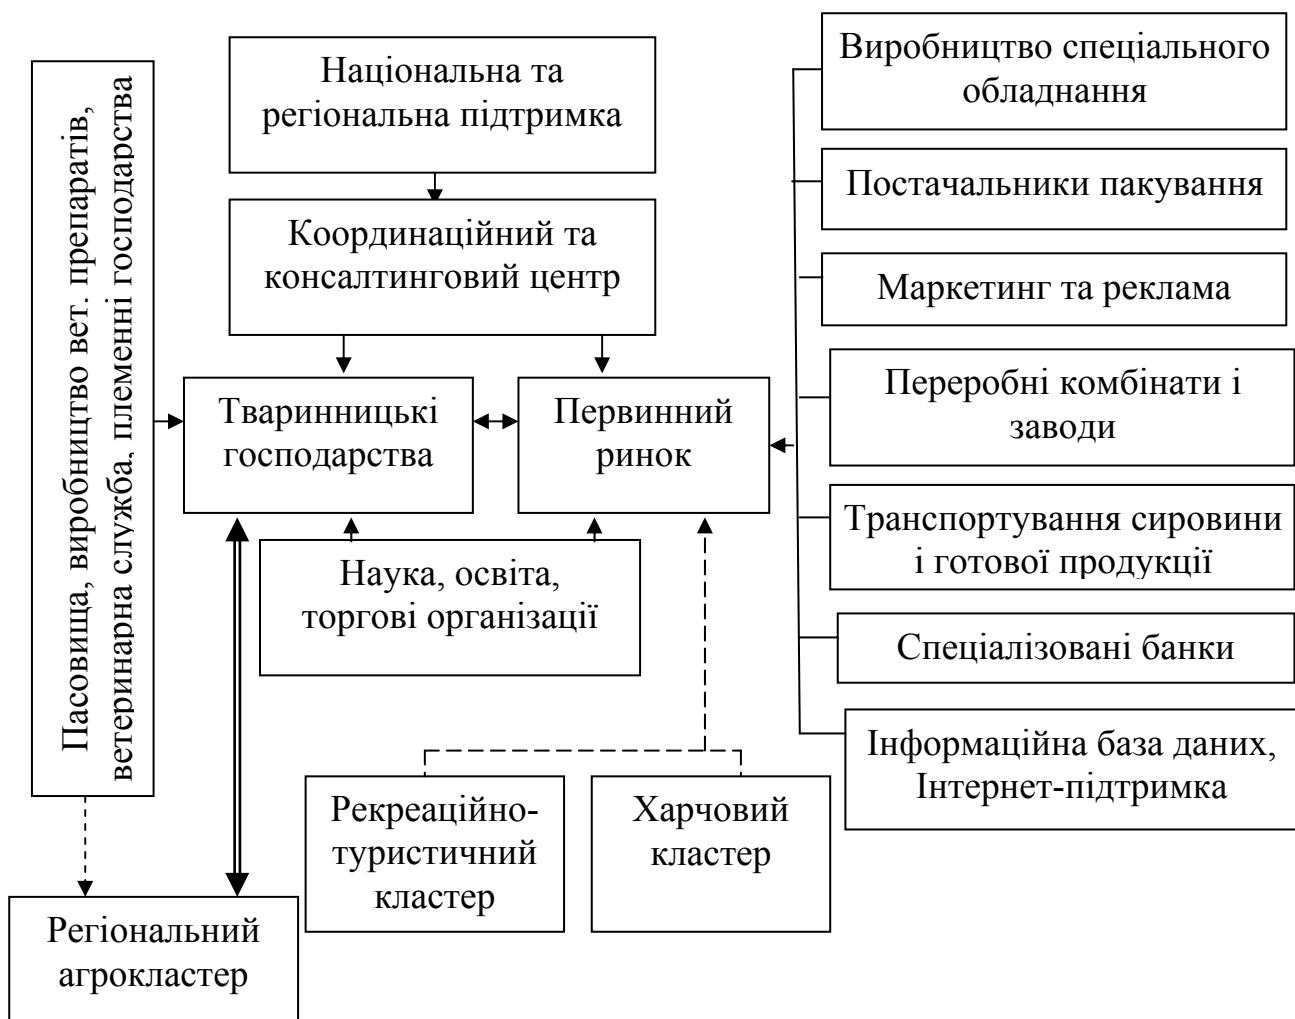 Пасовища, виробництво вет. препаратів,
ветеринарна служба, племенні господарства
Національна та
регіональна підтримка
Координаційний та
консалтинговий центр
Тваринницькі
господарства
Первинний
ринок
Наука, освіта,
торгові організації
Рекреаційно-
туристичний
кластер
Харчовий
кластер
Регіональний
агрокластер
Виробництво спеціального
обладнання
Постачальники пакування
Маркетинг та реклама
Переробні комбінати і
заводи
Транспортування сировини
і готової продукції
Спеціалізовані банки
Інформаційна база даних,
Інтернет-підтримка